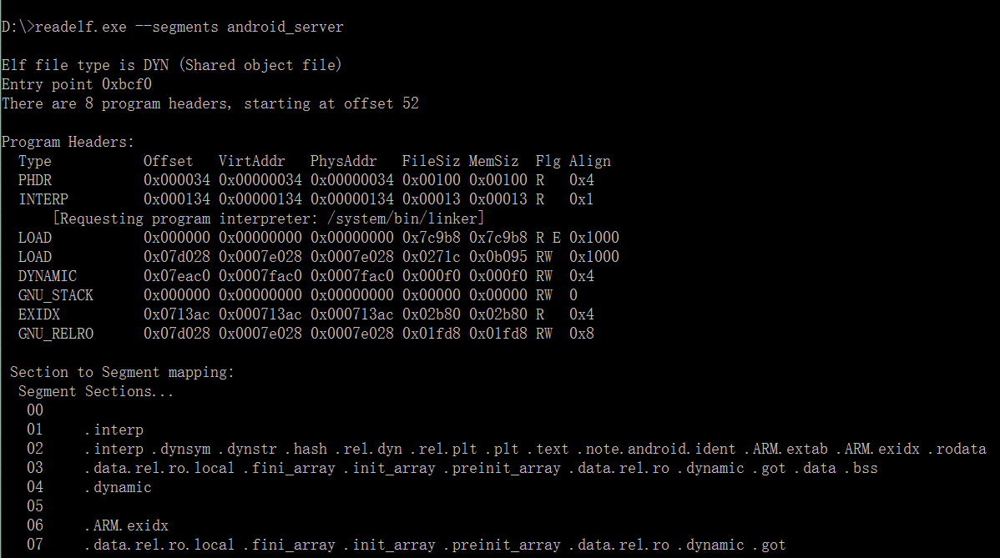 D:\>readelf.exe --segments android_server
Elf file type is DYN (Shared object file)
Entry point 0xbcf0
There are 8 program headers, starting at offset 52
Program Headers:
  Type           Offset   VirtAddr   PhysAddr   FileSiz MemSiz  Flg Align
  PHDR           0x000034 0x00000034 0x00000034 0x00100 0x00100 R   0x4
  INTERP         0x000134 0x00000134 0x00000134 0x00013 0x00013 R   0x1
      [Requesting program interpreter: /system/bin/linker]
  LOAD           0x000000 0x00000000 0x00000000 0x7c9b8 0x7c9b8 R E 0x1000
  LOAD           0x07d028 0x0007e028 0x0007e028 0x0271c 0x0b095 RW  0x1000
  DYNAMIC        0x07eac0 0x0007fac0 0x0007fac0 0x000f0 0x000f0 RW  0x4
  GNU_STACK      0x000000 0x00000000 0x00000000 0x00000 0x00000 RW  0
  EXIDX          0x0713ac 0x000713ac 0x000713ac 0x02b80 0x02b80 R   0x4
  GNU_RELRO      0x07d028 0x0007e028 0x0007e028 0x01fd8 0x01fd8 RW  0x8
 Section to Segment mapping:
  Segment Sections...
   00
   01     .interp
   02     .interp .dynsym .dynstr .hash .rel.dyn .rel.plt .plt .text .note.android.ident .ARM.extab .ARM.exidx .rodata
   03     .data.rel.ro.local .fini_array .init_array .preinit_array .data.rel.ro .dynamic .got .data .bss
   04     .dynamic
   05
   06     .ARM.exidx
   07     .data.rel.ro.local .fini_array .init_array .preinit_array .data.rel.ro .dynamic .got